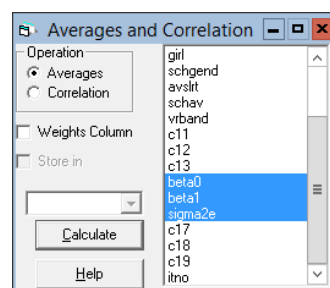 Averages and Correlation
Operation
Averages
Correlation
Weights Column
Store in
Calculate
Help
girl
schgend
avslrt
schav
vrband
c11
c12
c13
beta0
beta1
sigma2e
c17
c18
c19
itno